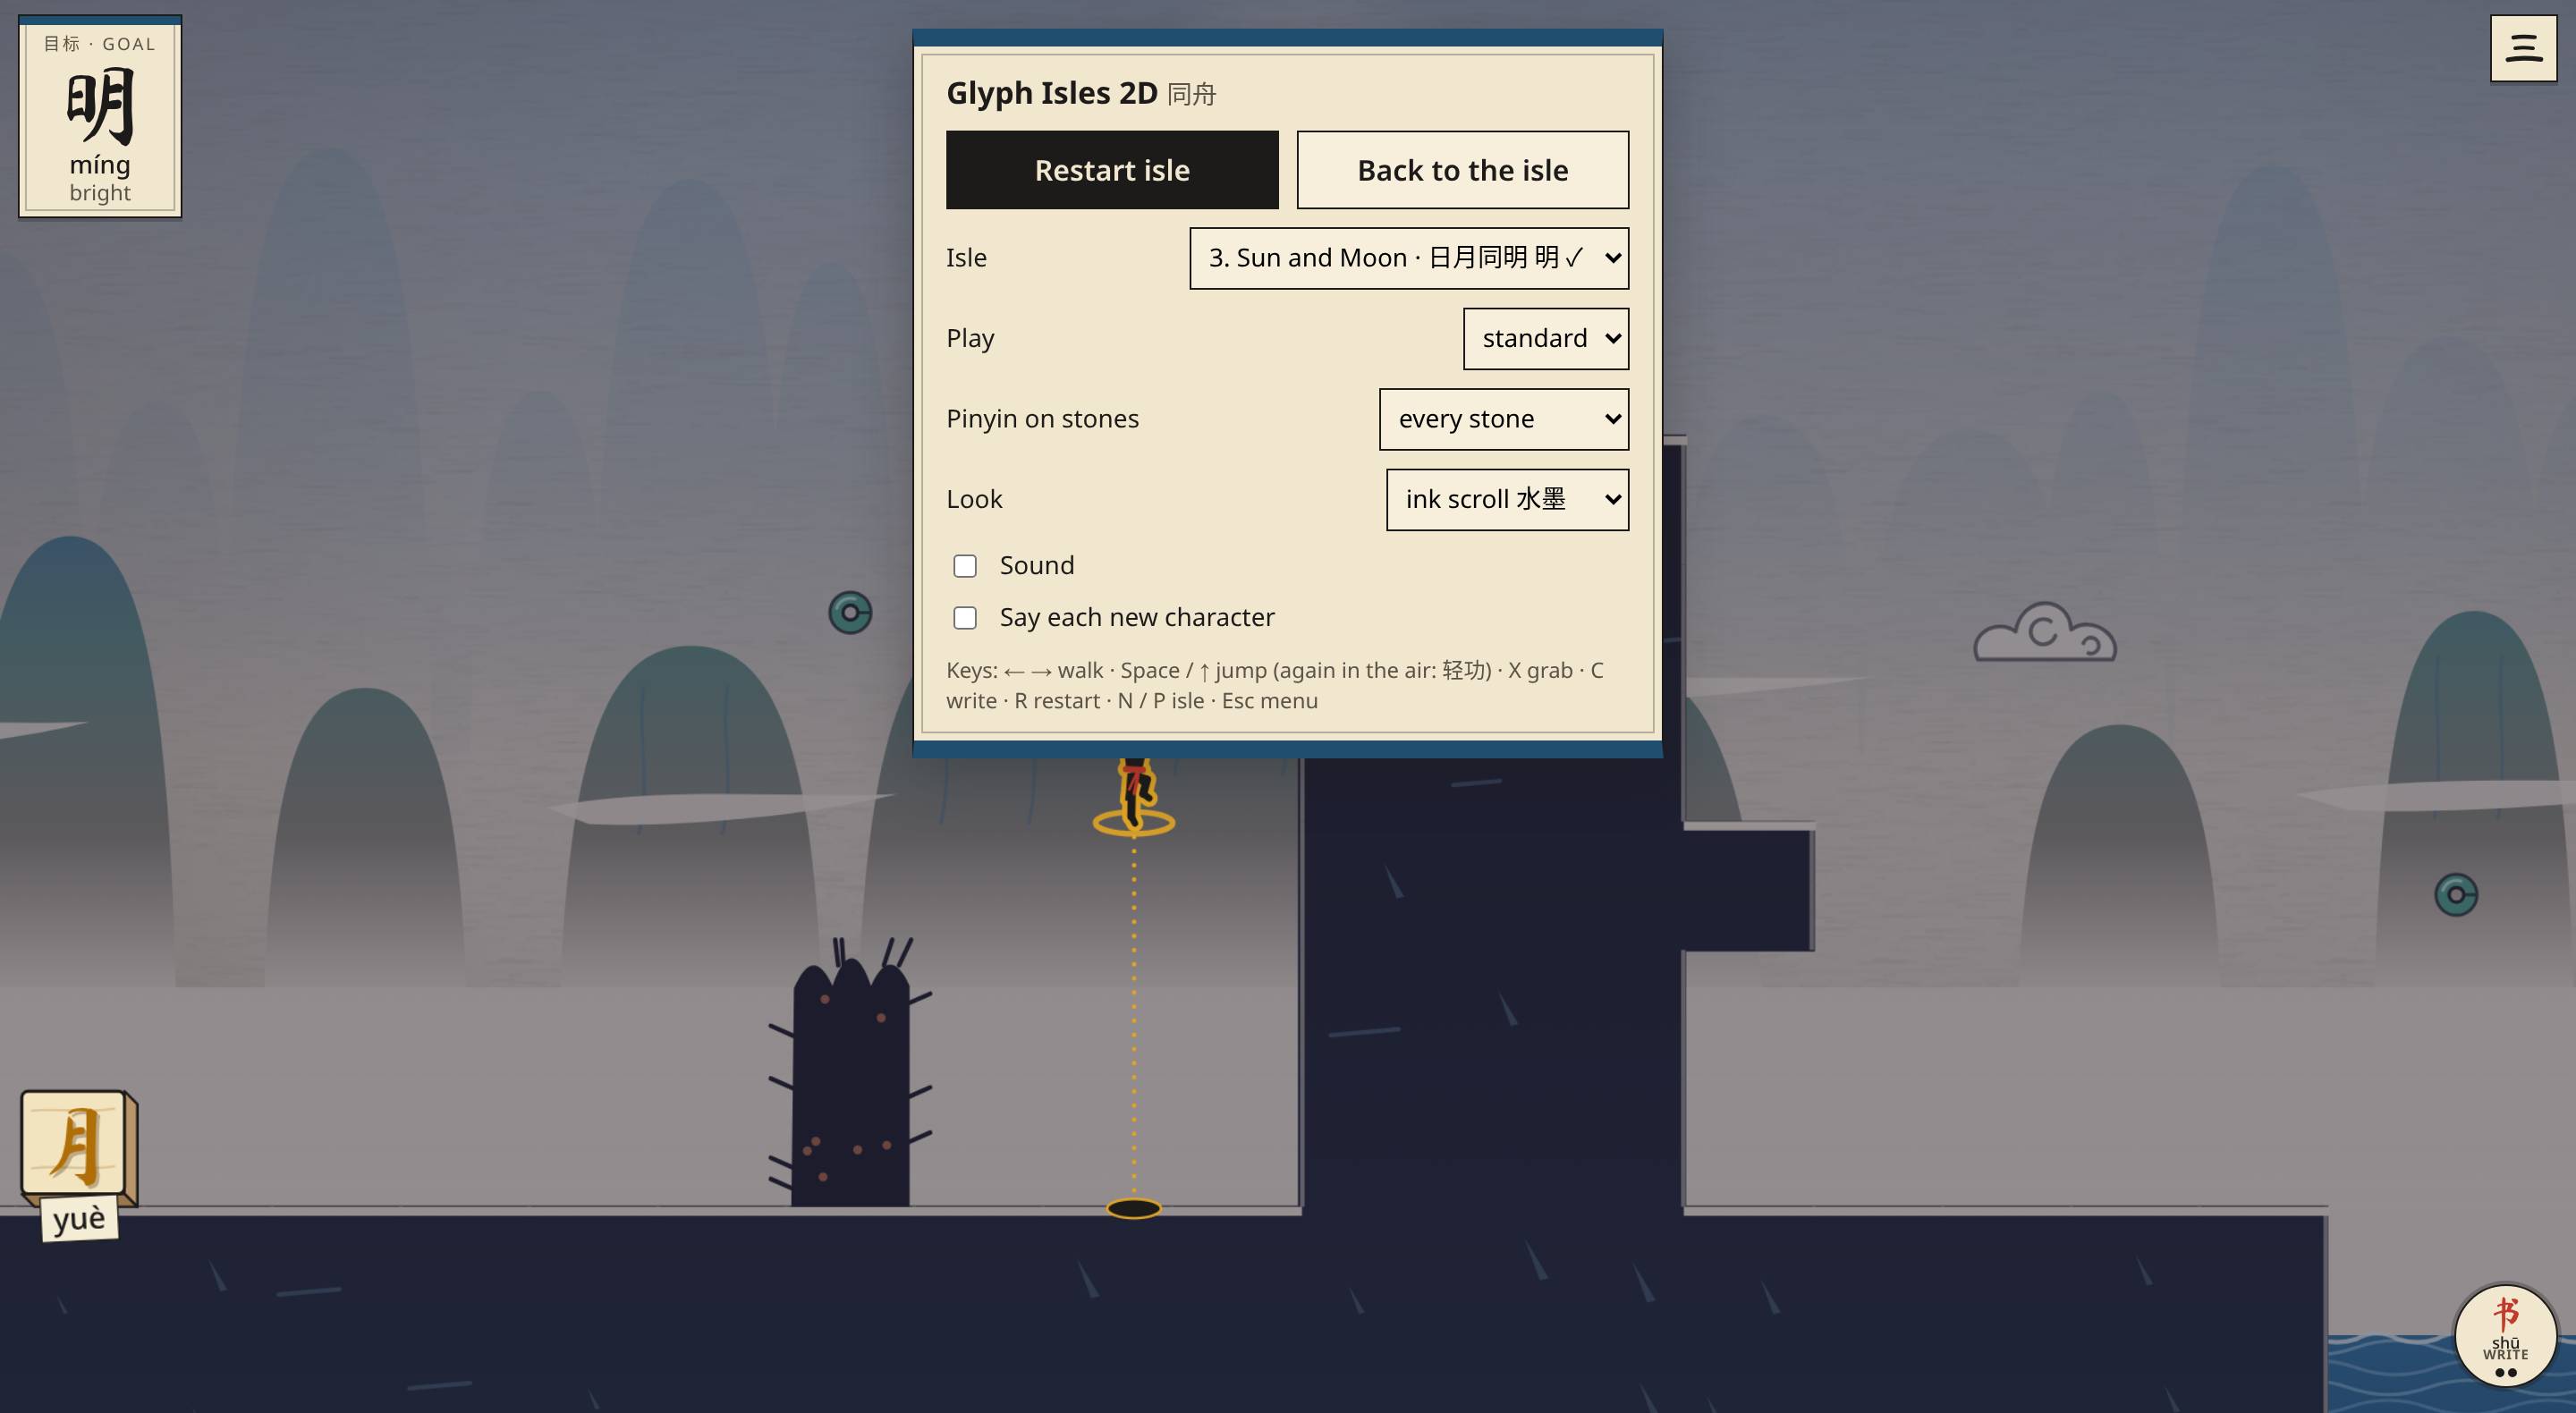 目标 · GOAL
明
míng
bright
三
Glyph Isles 2D 同舟
Restart isle
Back to the isle
Isle
3. Sun and Moon · 日月同明 明 ✓
Play
standard
Pinyin on stones
every stone
Look
ink scroll 水墨
Sound
Say each new character
Keys: ← → walk · Space / ↑ jump (again in the air: 轻功) · X grab · C
write · R restart · N / P isle · Esc menu
月
yuè
书
shū
WRITE